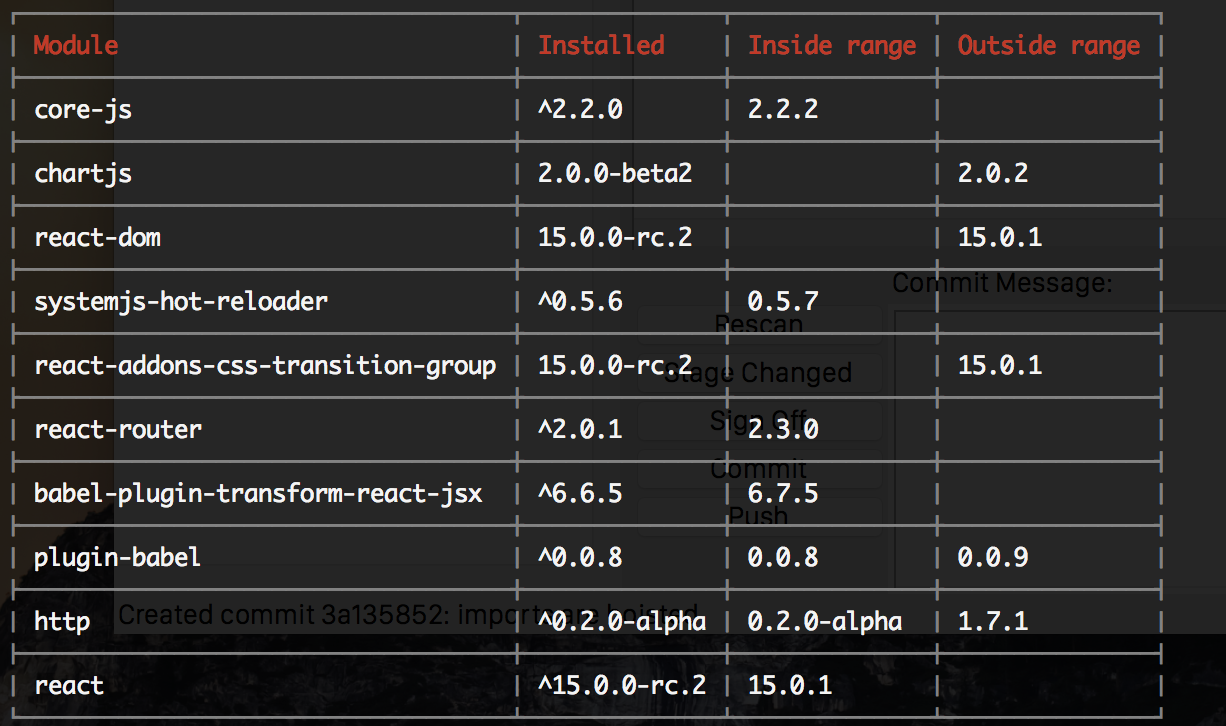 Module Installed Inside range Outside range
core-js ^2.2.0 2.2.2
chartjs 2.0.0-beta2 2.0.2
react-dom 15.0.0-rc.2 15.0.1
Commit Message:
systemjs-hot-reloader ^0.5.6 0.5.7
Rescan
react-addons-css-transition-group 15.0.0-rc.2 15.0.1
Stage Changed
Sign Off
react-router ^2.0.1 2.3.0
Commit
babel-plugin-transform-react-jsx ^6.6.5 6.7.5
Push
plugin-babel ^0.0.8 0.0.8 0.0.9
Created commit 3a135852: imports are hoisted
http ^0.2.0-alpha 0.2.0-alpha 1.7.1
react ^15.0.0-rc.2 15.0.1